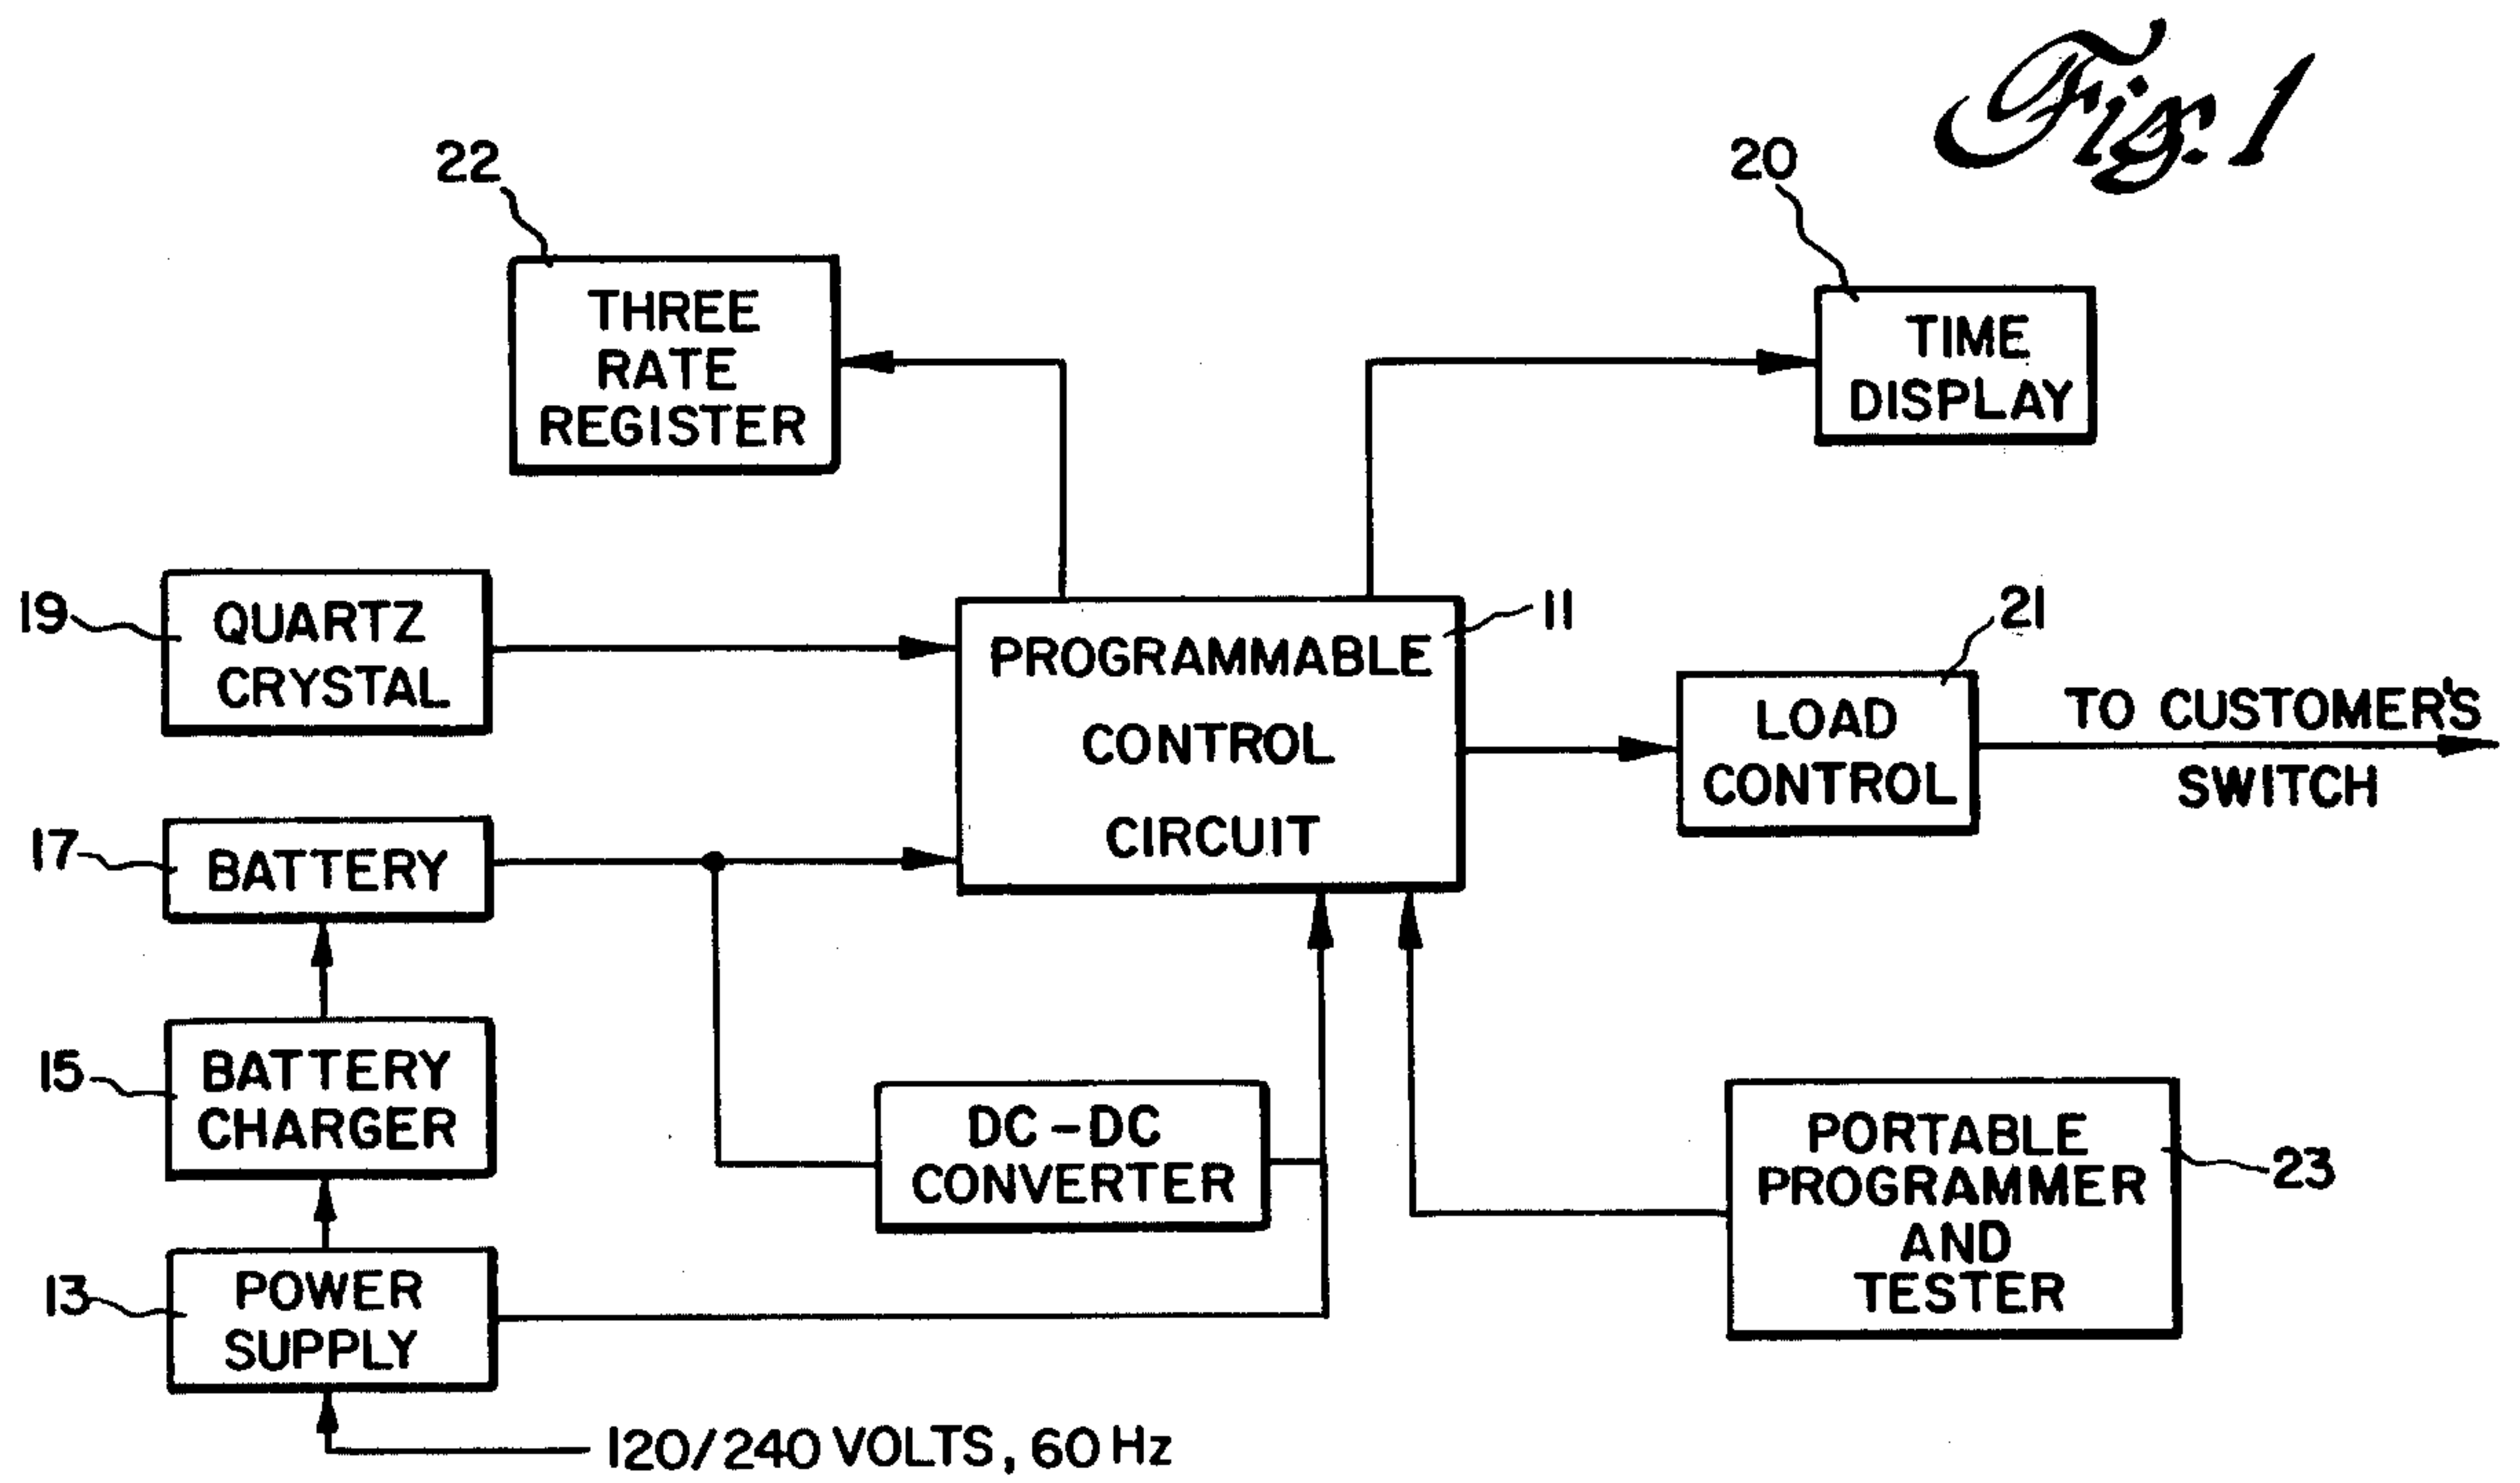 Fig. 1
22
20
THREE
RATE
REGISTER
TIME
DISPLAY
19
QUARTZ
CRYSTAL
11
PROGRAMMABLE
CONTROL
CIRCUIT
21
LOAD
CONTROL
TO CUSTOMER'S
SWITCH
17
BATTERY
15
BATTERY
CHARGER
DC-DC
CONVERTER
PORTABLE
PROGRAMMER
AND
TESTER
23
13
POWER
SUPPLY
120/240 VOLTS, 60 Hz